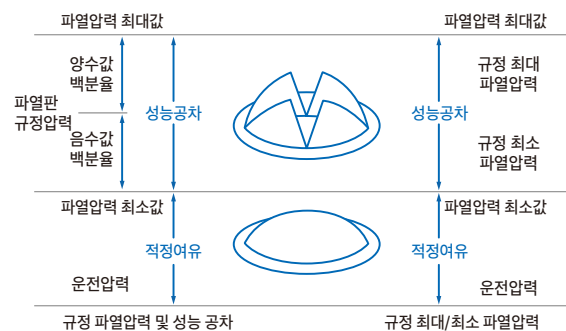 파열압력 최대값
파열압력 최대값
양수값
백분율
규정 최대
파열압력
파열판
규정압력
성능공차
성능공차
음수값
백분율
규정 최소
파열압력
파열압력 최소값
파열압력 최소값
적정여유
적정여유
운전압력
운전압력
규정 파열압력 및 성능 공차
규정 최대/최소 파열압력